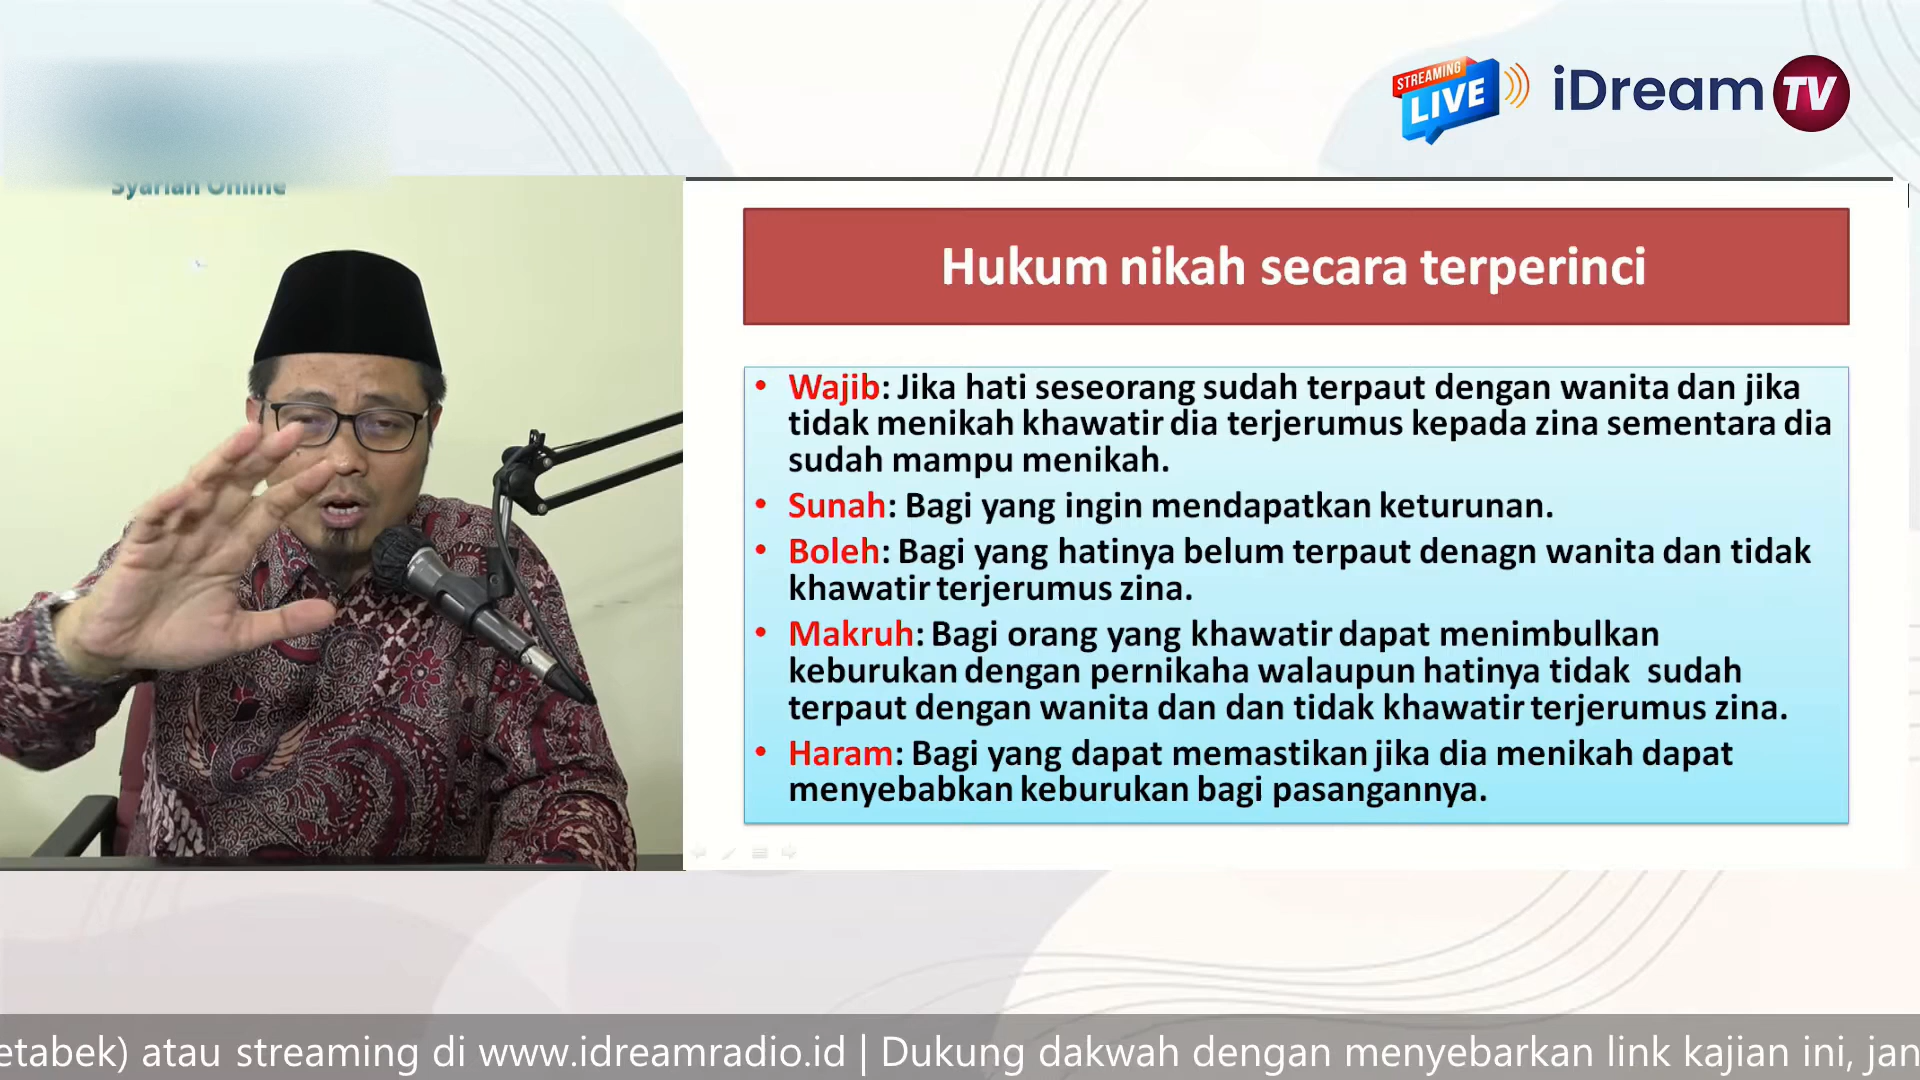 STREAMING
LIVE
iDream TV
Syariah Online
Hukum nikah secara terperinci
• Wajib: Jika hati seseorang sudah terpaut dengan wanita dan jika
tidak menikah khawatir dia terjerumus kepada zina sementara dia
sudah mampu menikah.
• Sunah: Bagi yang ingin mendapatkan keturunan.
• Boleh: Bagi yang hatinya belum terpaut denagn wanita dan tidak
khawatir terjerumus zina.
• Makruh: Bagi orang yang khawatir dapat menimbulkan
keburukan dengan pernikaha walaupun hatinya tidak  sudah
terpaut dengan wanita dan dan tidak khawatir terjerumus zina.
• Haram: Bagi yang dapat memastikan jika dia menikah dapat
menyebabkan keburukan bagi pasangannya.
etabek) atau streaming di www.idreamradio.id | Dukung dakwah dengan menyebarkan link kajian ini, jan